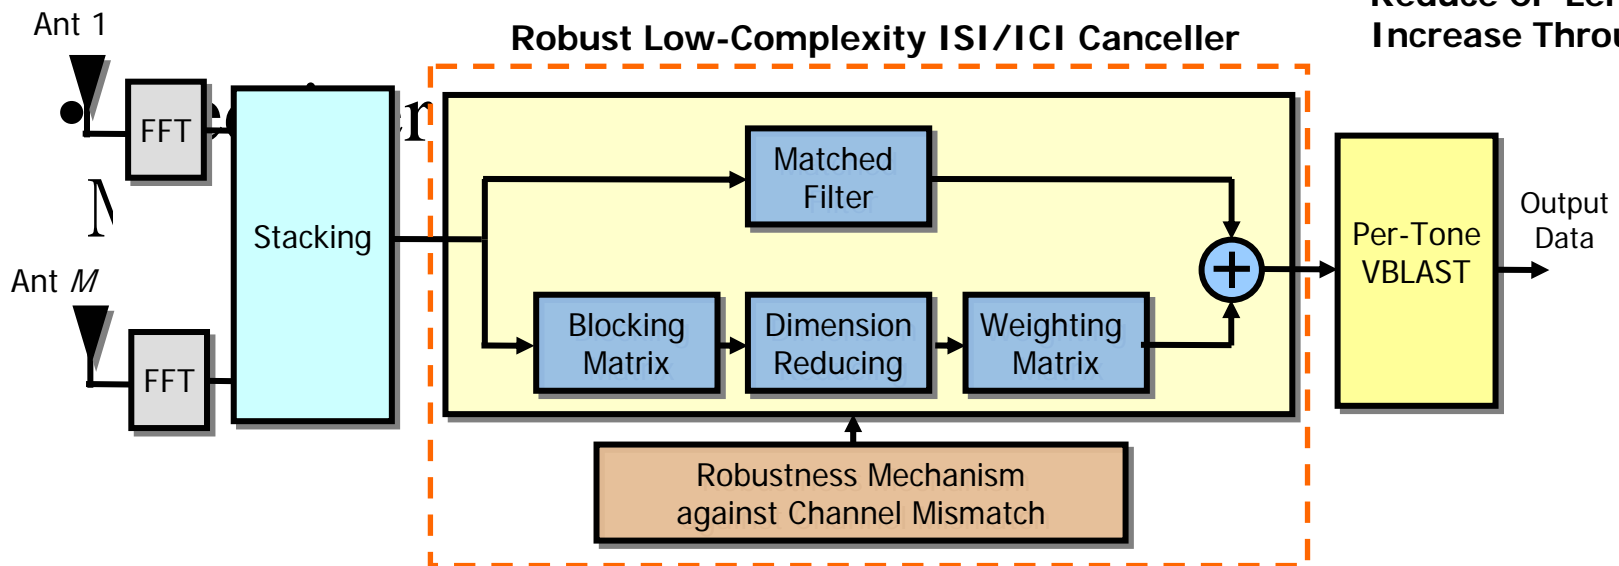 Ant 1
Robust Low-Complexity ISI/ICI Canceller
Increase
FFT
Matched
Filter
Stacking
Output
Data
Per-Tone
VBLAST
Ant M
FFT
Blocking
Matrix
Dimension
Reducing
Weighting
Matrix
Robustness Mechanism
against Channel Mismatch